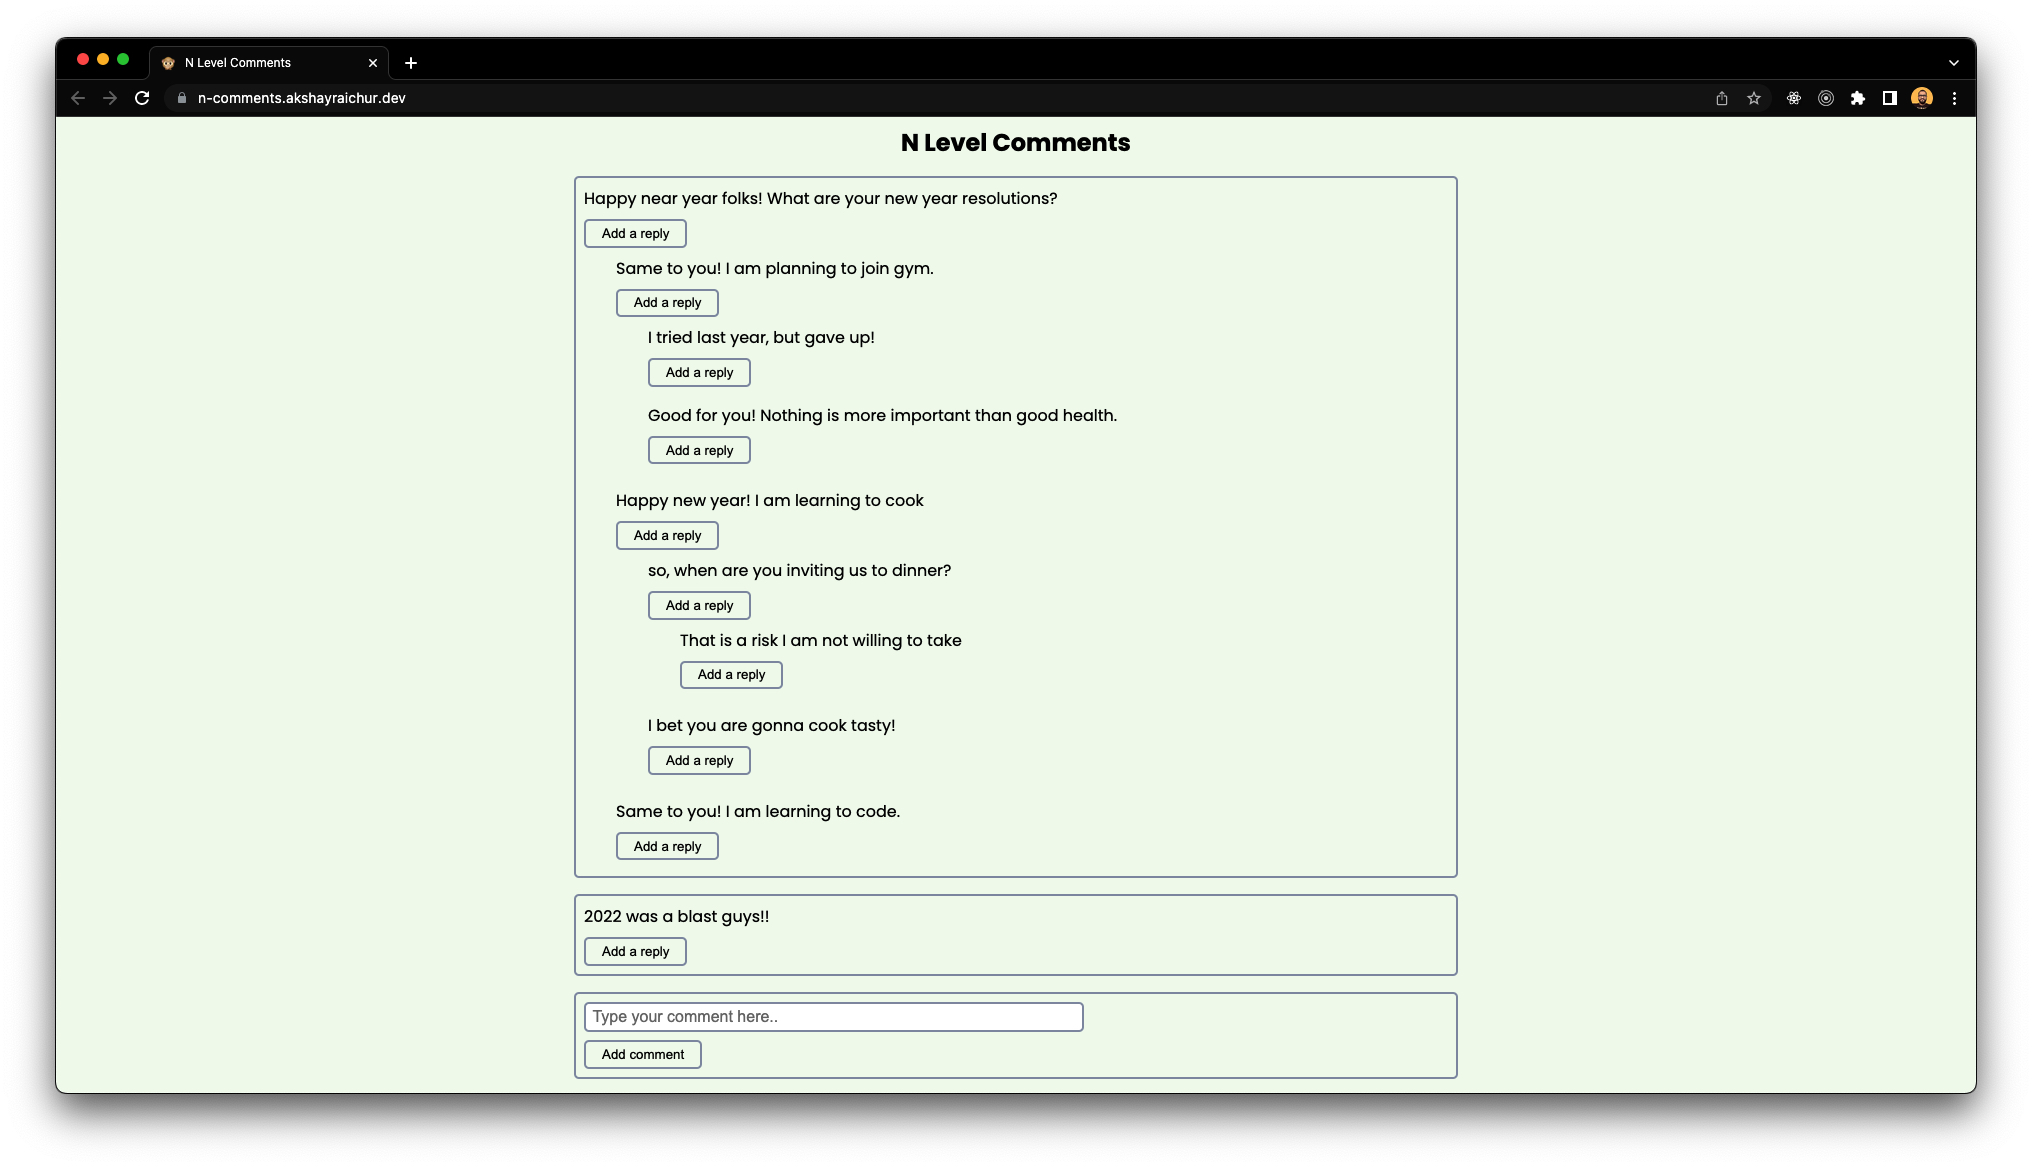 N Level Comments
n-comments.akshayraichur.dev
N Level Comments
Happy near year folks! What are your new year resolutions?
Add a reply
Same to you! I am planning to join gym.
Add a reply
I tried last year, but gave up!
Add a reply
Good for you! Nothing is more important than good health.
Add a reply
Happy new year! I am learning to cook
Add a reply
so, when are you inviting us to dinner?
Add a reply
That is a risk I am not willing to take
Add a reply
I bet you are gonna cook tasty!
Add a reply
Same to you! I am learning to code.
Add a reply
2022 was a blast guys!!
Add a reply
Type your comment here..
Add comment